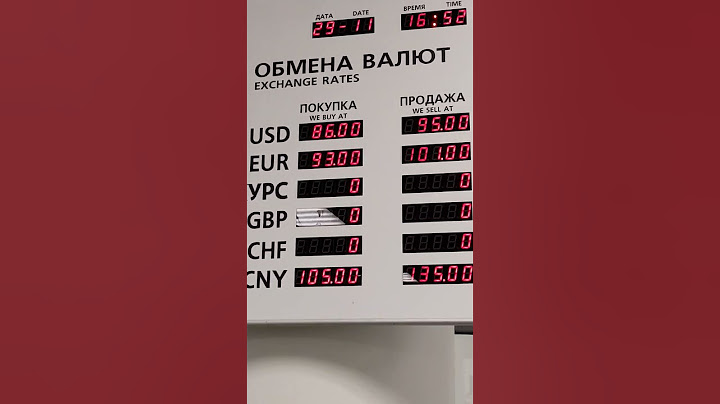 ДАТА DATE ВРЕМЯ TIME
29-11 16:52
ОБМЕНА ВАЛЮТ
EXCHANGE RATES
ПОКУПКА ПРОДАЖА
WE BUY AT WE SELL AT
USD 86.00 95.00
EUR 93.00 101.00
УРС 0 0
GBP 0 0
CHF 0 0
CNY 105.00 135.00